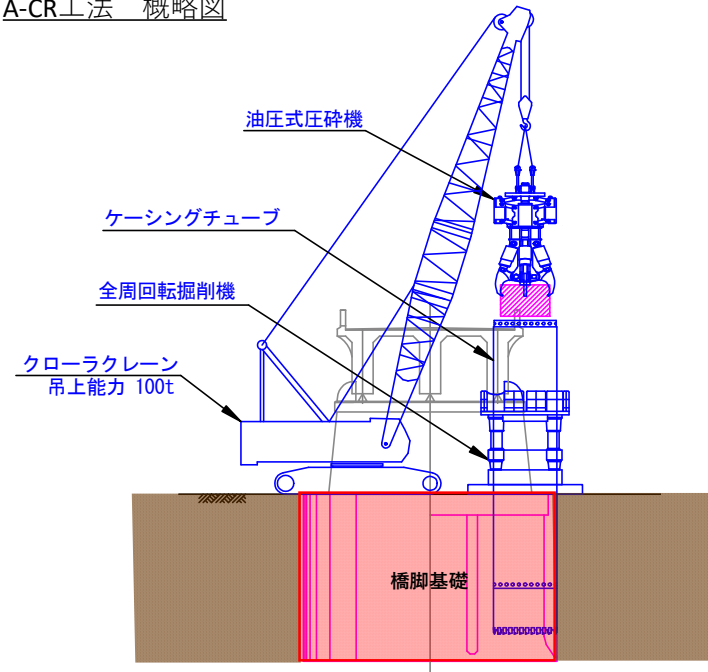 A-CR工法　概略図
油圧式圧砕機
ケーシングチューブ
全周回転掘削機
クローラクレーン
吊上能力 100t
橋脚基礎